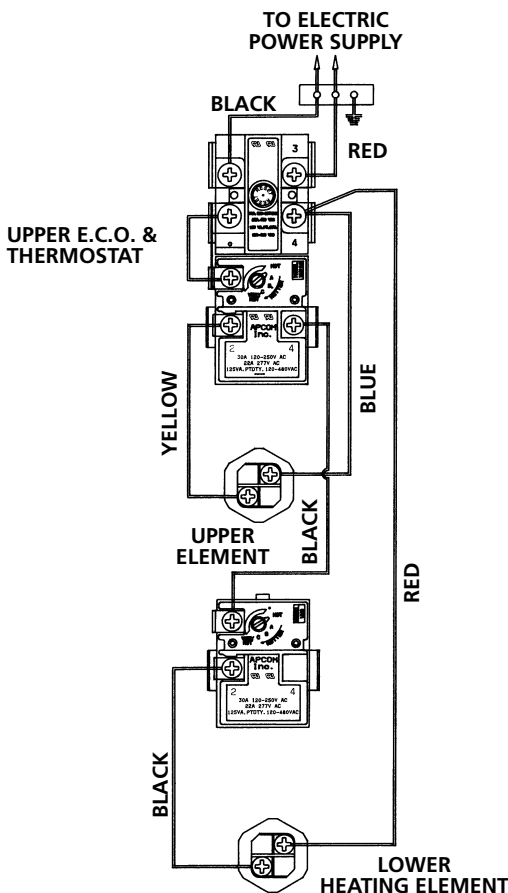 TO ELECTRIC
POWER SUPPLY
BLACK
RED
3
4
UPPER E.C.O. &
THERMOSTAT
HOT
A
B
C
APCOM
Inc.
2 4
30A 120-250V AC
22A 277V AC
125VA.PTDTY.120-480VAC
YELLOW
BLUE
UPPER
ELEMENT
BLACK
RED
HOT
A
B
C
APCOM
Inc.
2 4
30A 120-250V AC
22A 277V AC
125VA.PTDTY.120-480VAC
BLACK
LOWER
HEATING ELEMENT